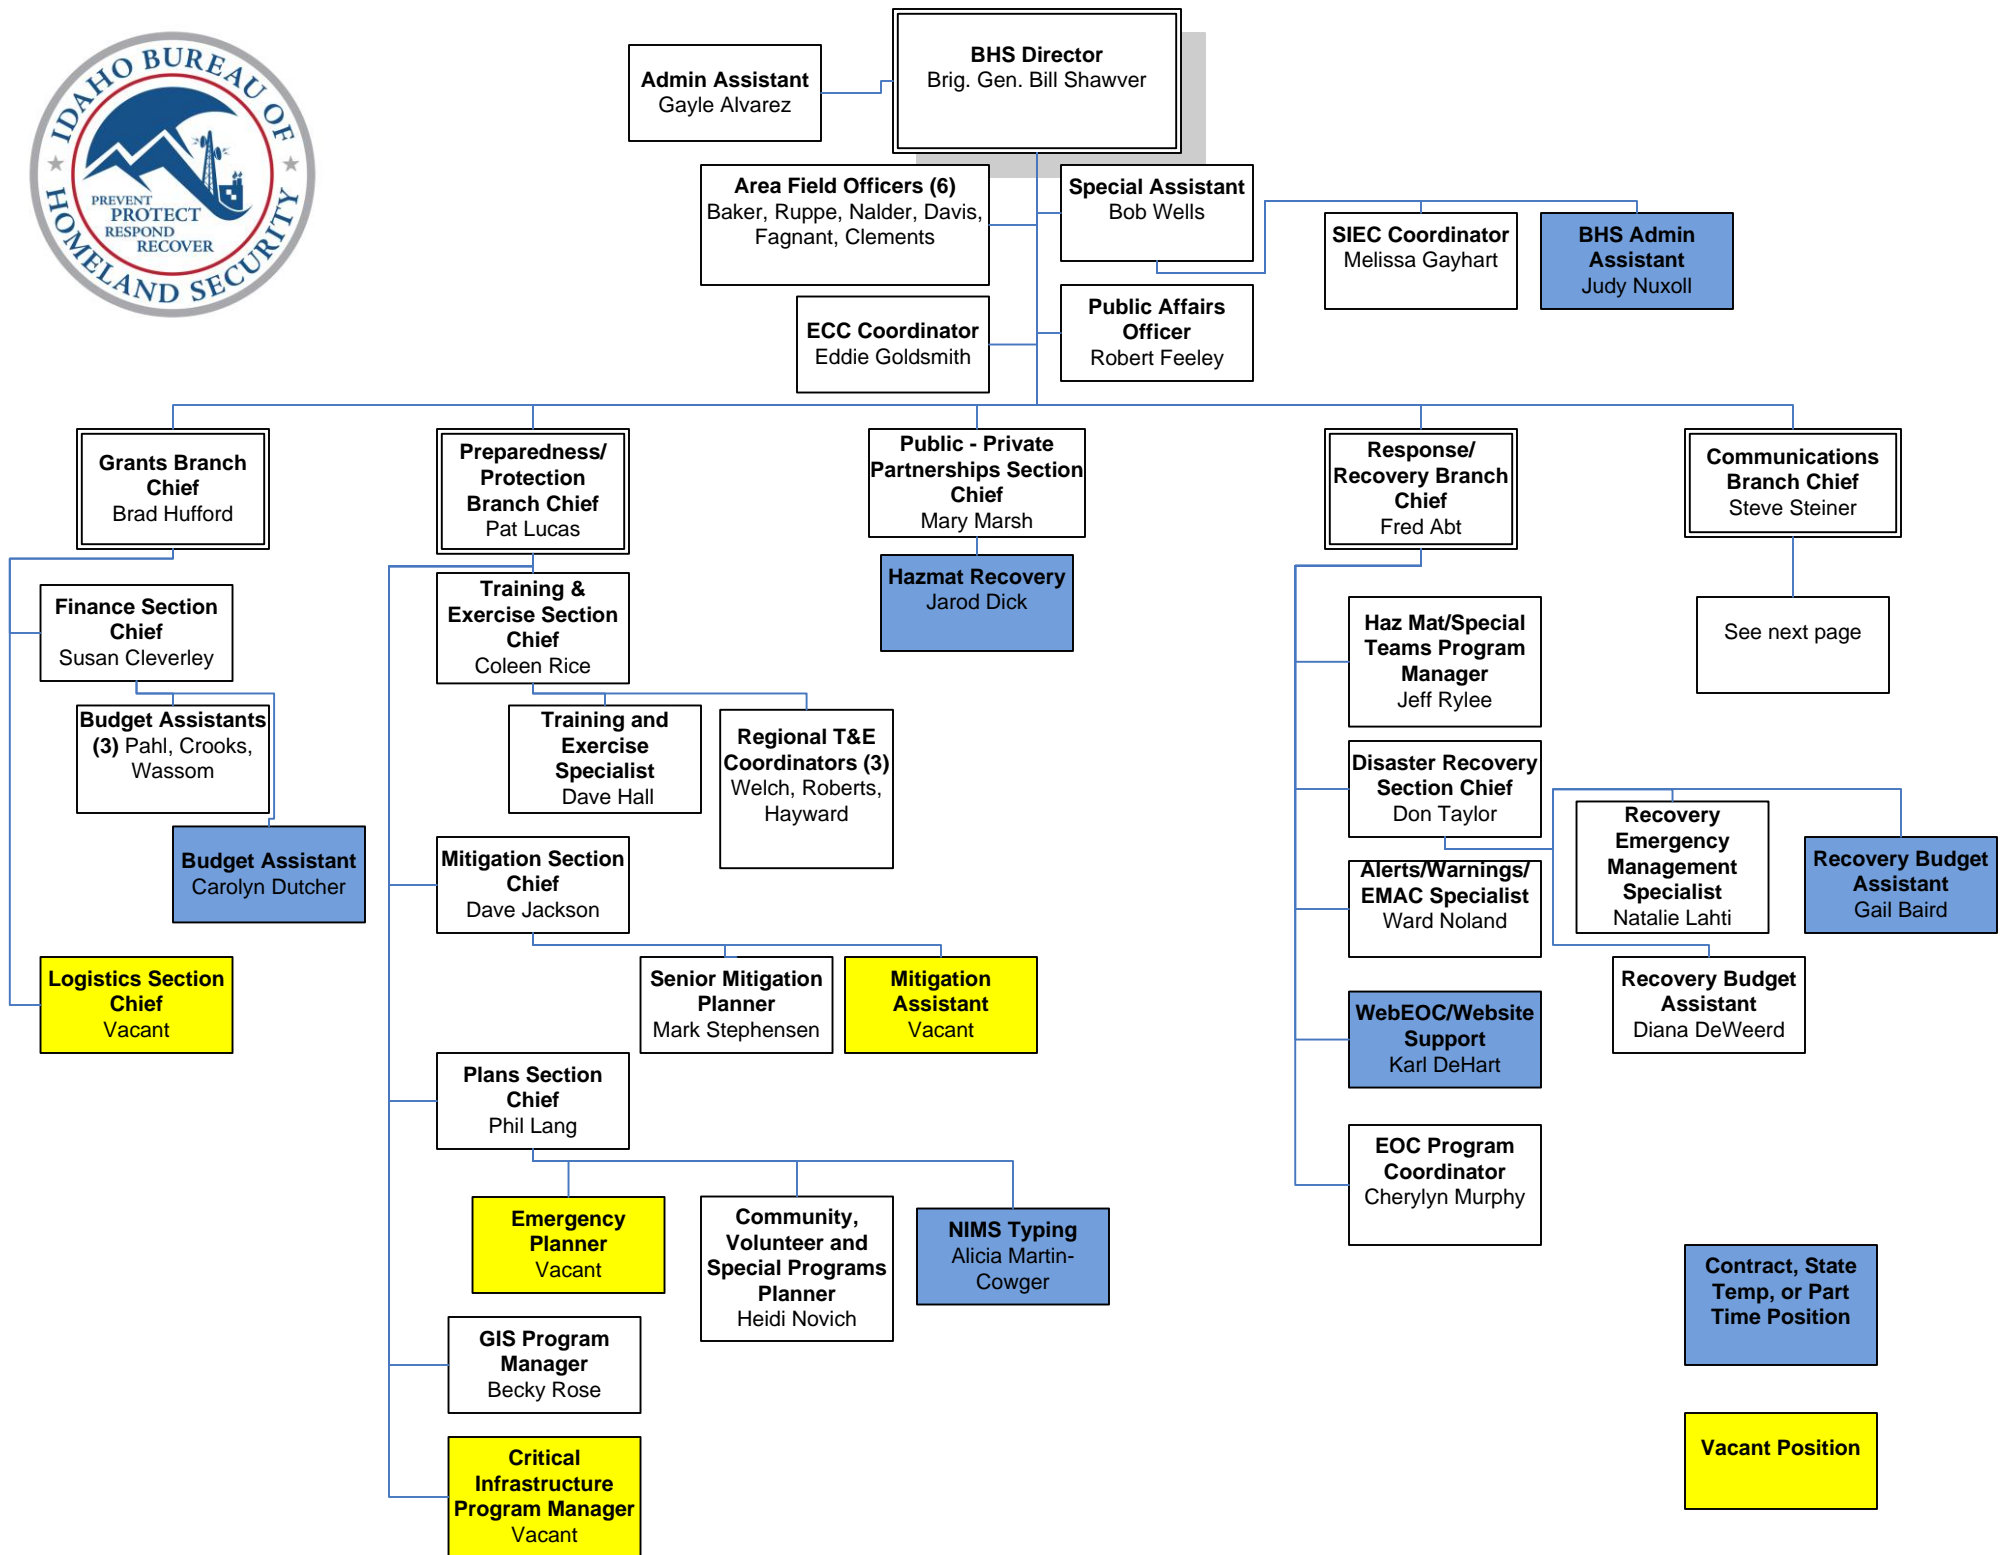 IDAHO BUREAU OF
HOMELAND SECURITY
PREVENT
PROTECT
RESPOND
RECOVER
Admin Assistant
Gayle Alvarez
BHS Director
Brig. Gen. Bill Shawver
Area Field Officers (6)
Baker, Ruppe, Nalder, Davis,
Fagnant, Clements
Special Assistant
Bob Wells
SIEC Coordinator
Melissa Gayhart
BHS Admin
Assistant
Judy Nuxoll
ECC Coordinator
Eddie Goldsmith
Public Affairs
Officer
Robert Feeley
Grants Branch
Chief
Brad Hufford
Preparedness/
Protection
Branch Chief
Pat Lucas
Public - Private
Partnerships Section
Chief
Mary Marsh
Response/
Recovery Branch
Chief
Fred Abt
Communications
Branch Chief
Steve Steiner
Finance Section
Chief
Susan Cleverley
Training &
Exercise Section
Chief
Coleen Rice
Hazmat Recovery
Jarod Dick
Haz Mat/Special
Teams Program
Manager
Jeff Rylee
See next page
Budget Assistants
(3) Pahl, Crooks,
Wassom
Training and
Exercise
Specialist
Dave Hall
Regional T&E
Coordinators (3)
Welch, Roberts,
Hayward
Disaster Recovery
Section Chief
Don Taylor
Recovery
Emergency
Management
Specialist
Natalie Lahti
Recovery Budget
Assistant
Gail Baird
Budget Assistant
Carolyn Dutcher
Mitigation Section
Chief
Dave Jackson
Alerts/Warnings/
EMAC Specialist
Ward Noland
Logistics Section
Chief
Vacant
Senior Mitigation
Planner
Mark Stephensen
Mitigation
Assistant
Vacant
Recovery Budget
Assistant
Diana DeWeerd
WebEOC/Website
Support
Karl DeHart
Plans Section
Chief
Phil Lang
EOC Program
Coordinator
Cherylyn Murphy
Emergency
Planner
Vacant
Community,
Volunteer and
Special Programs
Planner
Heidi Novich
NIMS Typing
Alicia Martin-
Cowger
Contract, State
Temp, or Part
Time Position
GIS Program
Manager
Becky Rose
Vacant Position
Critical
Infrastructure
Program Manager
Vacant